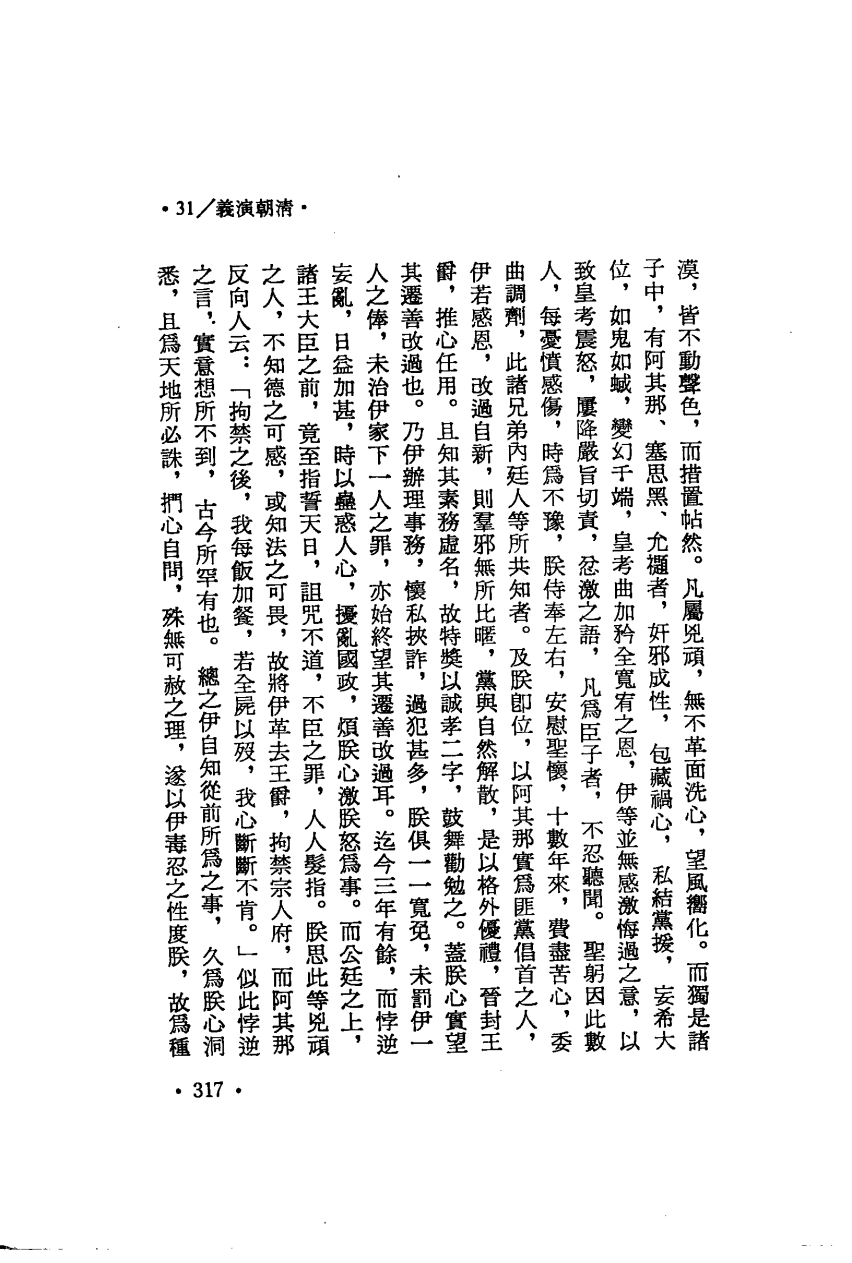 ·31／義演朝清·
漠，皆不動聲色，而措置帖然。凡屬兇頑，無不革面洗心，望風嚮化。而獨是諸
子中，有阿其那、塞思黑、允禵者，奸邪成性，包藏禍心，私結黨援，妄希大
位，如鬼如蜮，變幻千端，皇考曲加矜全寬宥之恩，伊等並無感激悔過之意，以
致皇考震怒，屢降嚴旨切責，忿激之語，凡爲臣子者，不忍聽聞。聖躬因此數
人，每憂憤感傷，時爲不豫，朕侍奉左右，安慰聖懷，十數年來，費盡苦心，委
曲調劑，此諸兄弟內廷人等所共知者。及朕卽位，以阿其那實爲匪黨倡首之人，
伊若感恩，改過自新，則羣邪無所比暱，黨與自然解散，是以格外優禮，晉封王
爵，推心任用。且知其素務虛名，故特獎以誠孝二字，鼓舞勸勉之。蓋朕心實望
其遷善改過也。乃伊辦理事務，懷私挾詐，過犯甚多，朕俱一一寬免，未罰伊一
人之俸，未治伊家下一人之罪，亦始終望其遷善改過耳。迄今三年有餘，而悖逆
妄亂，日益加甚，時以蠱惑人心，擾亂國政，煩朕心激朕怒爲事。而公廷之上，
諸王大臣之前，竟至指誓天日，詛咒不道，不臣之罪，人人髮指。朕思此等兇頑
之人，不知德之可感，或知法之可畏，故將伊革去王爵，拘禁宗人府，而阿其那
反向人云：「拘禁之後，我每飯加餐，若全屍以歿，我心斷斷不肯。」似此悖逆
之言，實意想所不到，古今所罕有也。總之伊自知從前所爲之事，久爲朕心洞
悉，且爲天地所必誅，捫心自問，殊無可赦之理，遂以伊毒忍之性度朕，故爲種
·317·